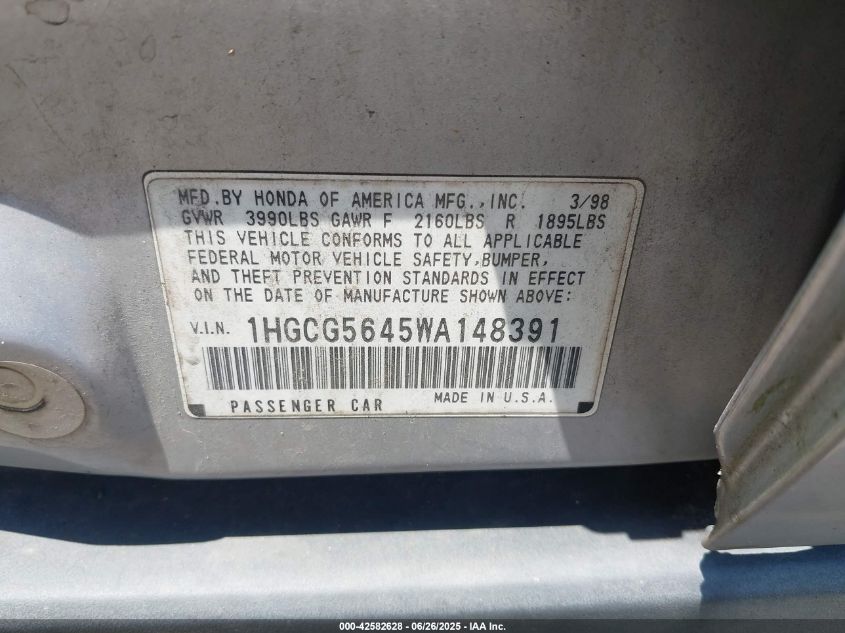 MFD.BY HONDA OF AMERICA MFG.,INC. 3/98
GVWR 3990LBS GAWR F 2160LBS R 1895LBS
THIS VEHICLE CONFORMS TO ALL APPLICABLE
FEDERAL MOTOR VEHICLE SAFETY,BUMPER,
AND THEFT PREVENTION STANDARDS IN EFFECT
ON THE DATE OF MANUFACTURE SHOWN ABOVE:
V.I.N. 1HGCG5645WA148391
PASSENGER CAR MADE IN U.S.A.
000-42582628 - 06/26/2025 - IAA Inc.